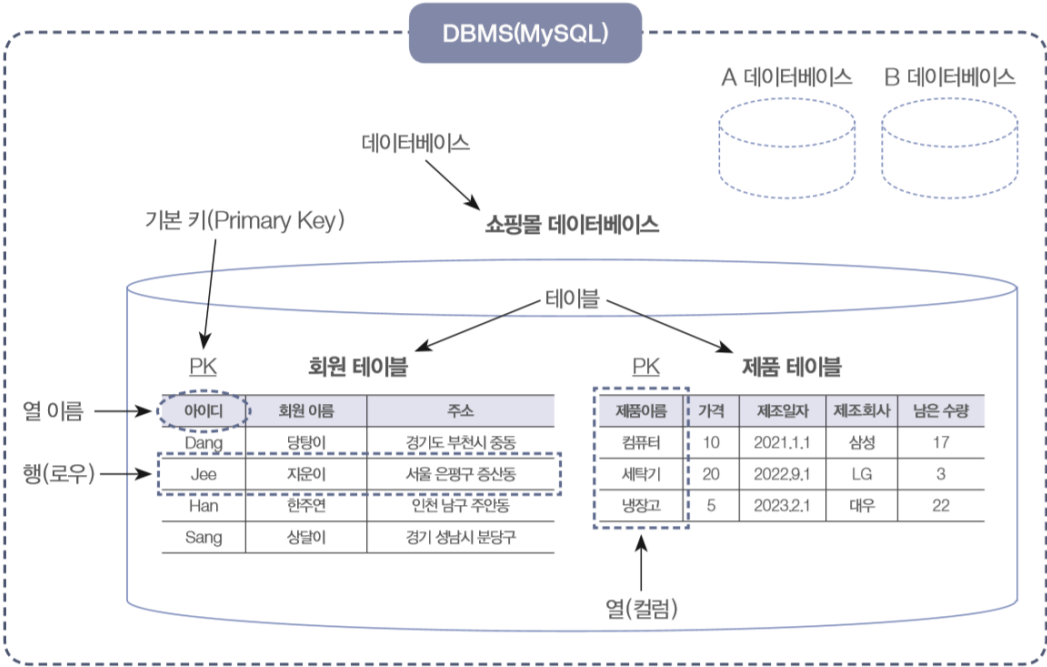 DBMS(MySQL)
A 데이터베이스 B 데이터베이스
데이터베이스
기본 키(Primary Key)
쇼핑몰 데이터베이스
테이블
PK 회원 테이블 PK 제품 테이블
열 이름 아이디 회원 이름 주소 제품이름 가격 제조일자 제조회사 남은 수량
Dang 당탕이 경기도 부천시 중동 컴퓨터 10 2021.1.1 삼성 17
행(로우) Jee 지운이 서울 은평구 증산동 세탁기 20 2022.9.1 LG 3
Han 한주연 인천 남구 주안동 냉장고 5 2023.2.1 대우 22
Sang 상달이 경기 성남시 분당구
열(컬럼)